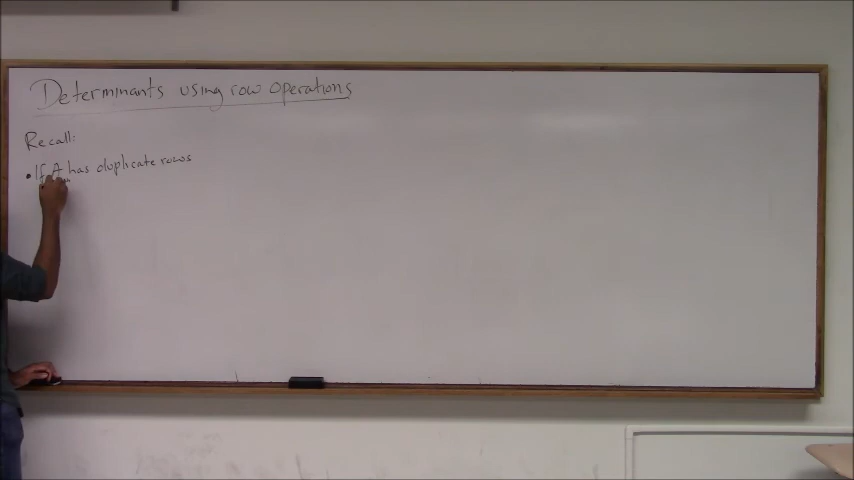 Determinants using row operations
Recall:
• If A has duplicate rows